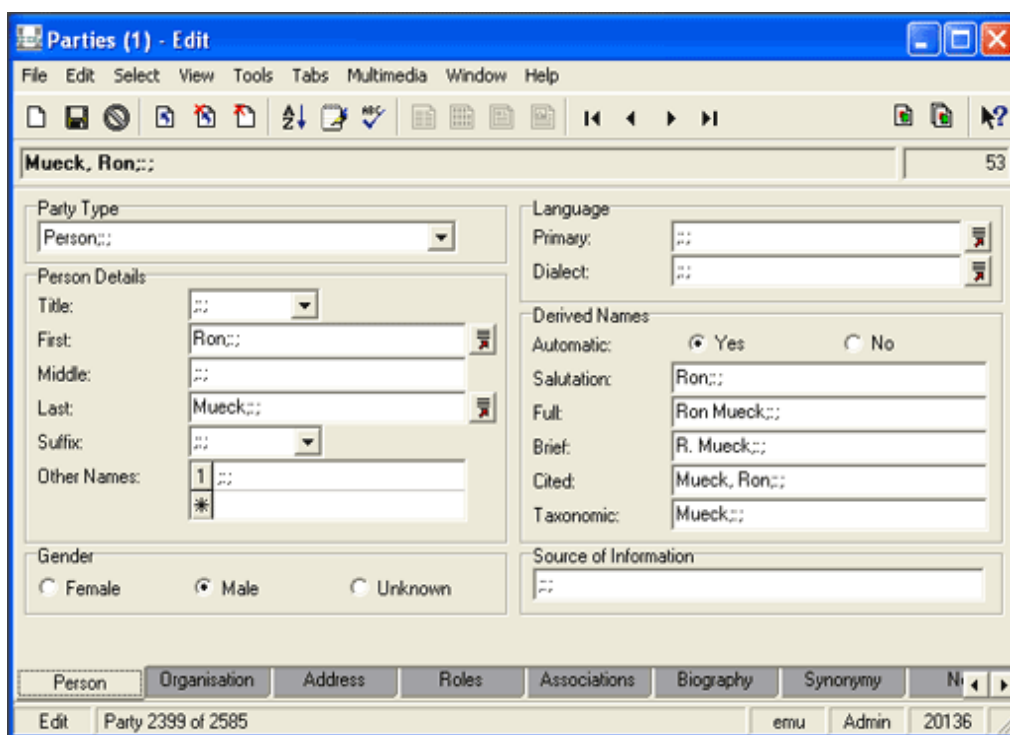 Parties (1) - Edit
File Edit Select View Tools Tabs Multimedia Window Help
Mueck, Ron;:; 53
Party Type
Person;:;
Person Details
Title: ;:;
First: Ron;:;
Middle: ;:;
Last: Mueck;:;
Suffix: ;:;
Other Names: 1 ;:;
*
Gender
Female Male Unknown
Language
Primary: ;:;
Dialect: ;:;
Derived Names
Automatic: Yes No
Salutation: Ron;:;
Full: Ron Mueck;:;
Brief: R. Mueck;:;
Cited: Mueck, Ron;:;
Taxonomic: Mueck;:;
Source of Information
;:;
Person Organisation Address Roles Associations Biography Synonymy
Edit Party 2399 of 2585 emu Admin 20136